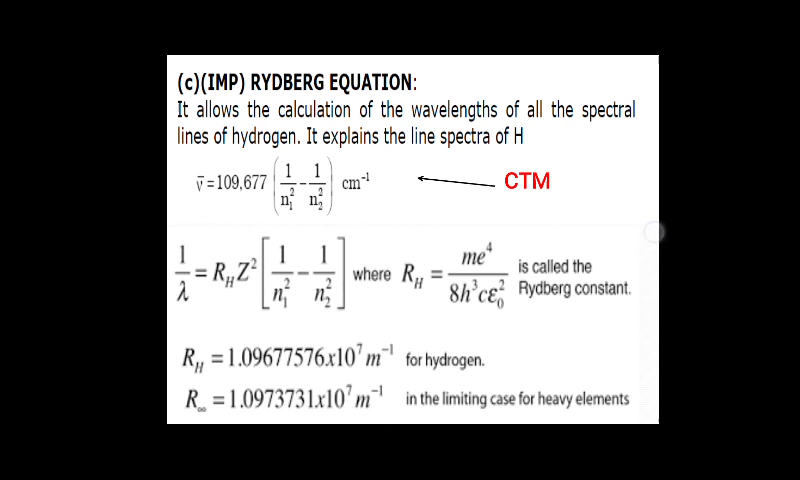 (c)(IMP) RYDBERG EQUATION:
It allows the calculation of the wavelengths of all the spectral
lines of hydrogen. It explains the line spectra of H
ν̅ = 109,677 (1/n₁² − 1/n₂²) cm⁻¹ CTM
1/λ = R_H Z² [1/n₁² − 1/n₂²] where R_H = me⁴/8h³cε₀² is called the Rydberg constant.
R_H = 1.09677576x10⁷ m⁻¹ for hydrogen.
R_∞ = 1.0973731x10⁷ m⁻¹ in the limiting case for heavy elements